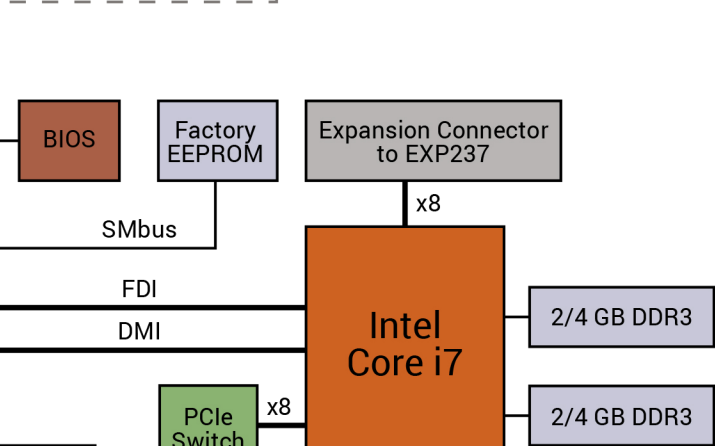 BIOS
Factory
EEPROM
Expansion Connector
to EXP237
x8
SMbus
FDI
DMI
Intel
Core i7
2/4 GB DDR3
PCIe
Switch
x8
2/4 GB DDR3